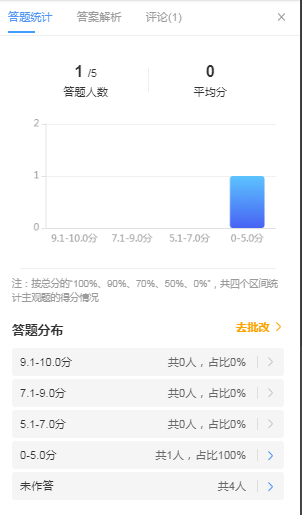 答题统计 答案解析 评论(1) ×
1 /5 0
答题人数 平均分
2
1
0
9.1-10.0分 7.1-9.0分 5.1-7.0分 0-5.0分
注：按总分的“100%、90%、70%、50%、0%”，共四个区间统
计主观题的得分情况
答题分布 去批改 >
9.1-10.0分 共0人，占比0% >
7.1-9.0分 共0人，占比0% >
5.1-7.0分 共0人，占比0% >
0-5.0分 共1人，占比100% >
未作答 共4人 >